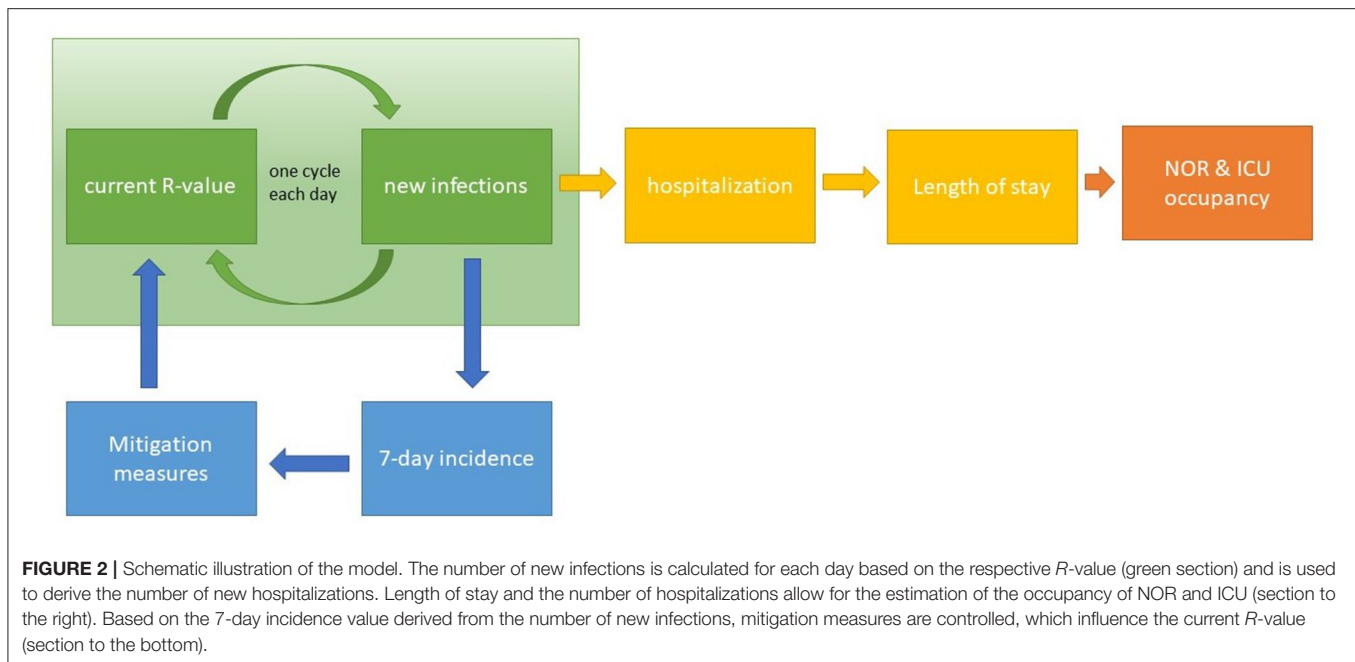 current R-value
one cycle
each day
new infections
hospitalization
Length of stay
NOR & ICU
occupancy
Mitigation
measures
7-day incidence
FIGURE 2 | Schematic illustration of the model. The number of new infections is calculated for each day based on the respective R-value (green section) and is used
to derive the number of new hospitalizations. Length of stay and the number of hospitalizations allow for the estimation of the occupancy of NOR and ICU (section to
the right). Based on the 7-day incidence value derived from the number of new infections, mitigation measures are controlled, which influence the current R-value
(section to the bottom).